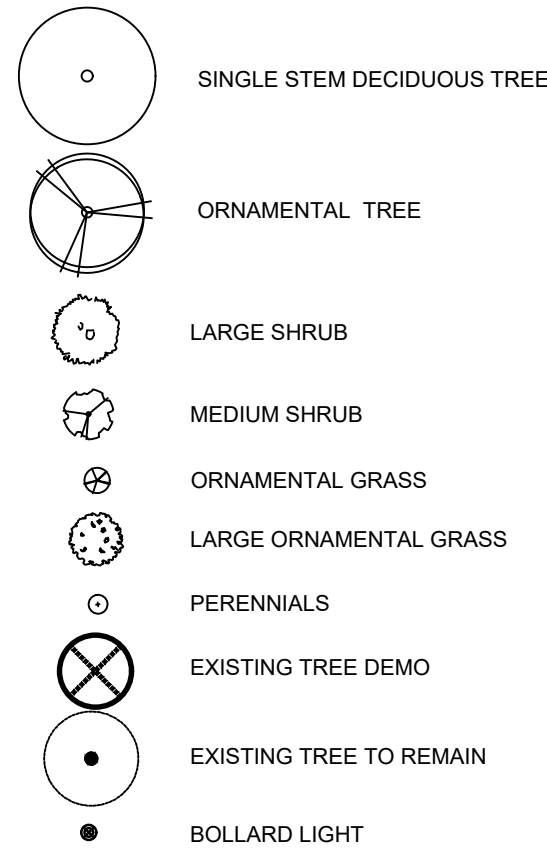 SINGLE STEM DECIDUOUS TREE
ORNAMENTAL TREE
LARGE SHRUB
MEDIUM SHRUB
ORNAMENTAL GRASS
LARGE ORNAMENTAL GRASS
PERENNIALS
EXISTING TREE DEMO
EXISTING TREE TO REMAIN
BOLLARD LIGHT